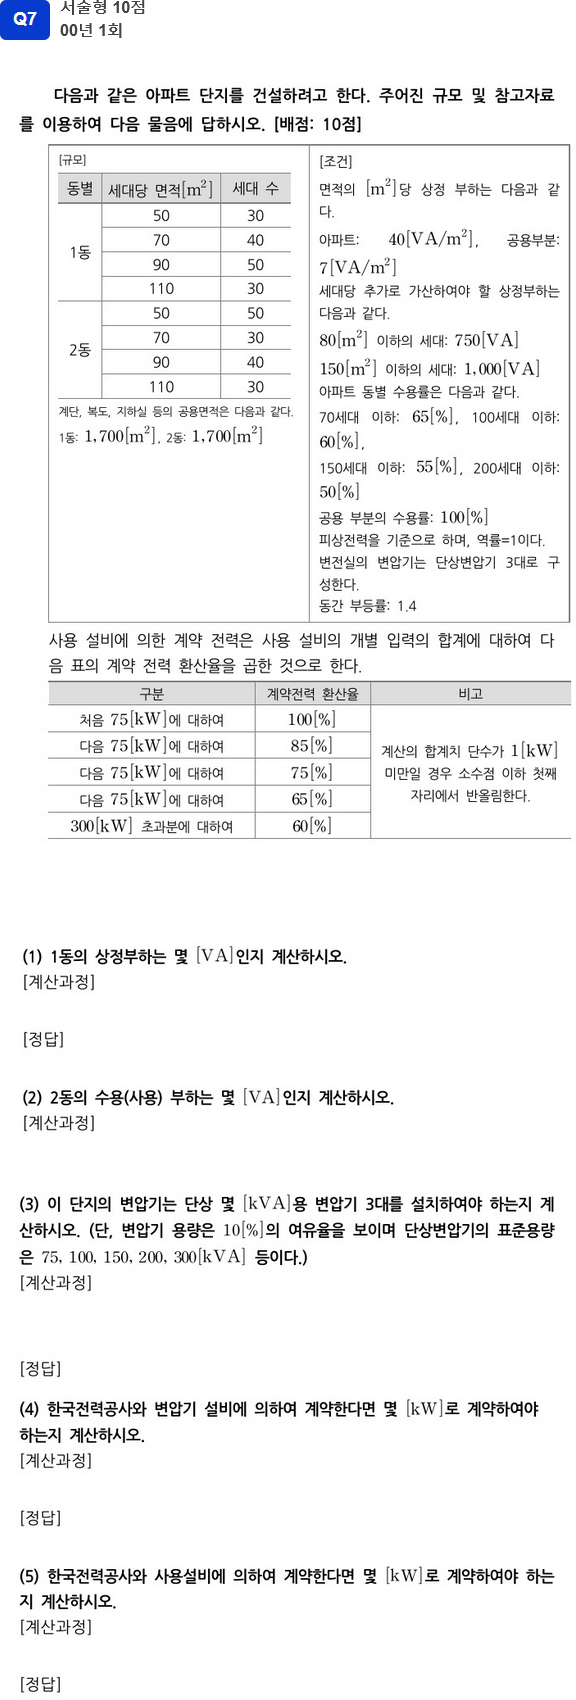 Q7
서술형 10점
00년 1회
다음과 같은 아파트 단지를 건설하려고 한다. 주어진 규모 및 참고자료
를 이용하여 다음 물음에 답하시오. [배점: 10점]
[규모]
동별 세대당 면적[m²] 세대 수
1동
50 30
70 40
90 50
110 30
2동
50 50
70 30
90 40
110 30
계단, 복도, 지하실 등의 공용면적은 다음과 같다.
1동: 1,700[m²], 2동: 1,700[m²]
[조건]
면적의 [m²]당 상정 부하는 다음과 같
다.
아파트: 40[VA/m²], 공용부분:
7[VA/m²]
세대당 추가로 가산하여야 할 상정부하는
다음과 같다.
80[m²] 이하의 세대: 750[VA]
150[m²] 이하의 세대: 1,000[VA]
아파트 동별 수용률은 다음과 같다.
70세대 이하: 65[%], 100세대 이하:
60[%],
150세대 이하: 55[%], 200세대 이하:
50[%]
공용 부분의 수용률: 100[%]
피상전력을 기준으로 하며, 역률=1이다.
변전실의 변압기는 단상변압기 3대로 구
성한다.
동간 부등률: 1.4
사용 설비에 의한 계약 전력은 사용 설비의 개별 입력의 합계에 대하여 다
음 표의 계약 전력 환산율을 곱한 것으로 한다.
구분 계약전력 환산율 비고
처음 75[kW]에 대하여 100[%]
다음 75[kW]에 대하여 85[%]
다음 75[kW]에 대하여 75[%]
다음 75[kW]에 대하여 65[%]
300[kW] 초과분에 대하여 60[%]
계산의 합계치 단수가 1[kW]
미만일 경우 소수점 이하 첫째
자리에서 반올림한다.
(1) 1동의 상정부하는 몇 [VA]인지 계산하시오.
[계산과정]
[정답]
(2) 2동의 수용(사용) 부하는 몇 [VA]인지 계산하시오.
[계산과정]
(3) 이 단지의 변압기는 단상 몇 [kVA]용 변압기 3대를 설치하여야 하는지 계
산하시오. (단, 변압기 용량은 10[%]의 여유율을 보이며 단상변압기의 표준용량
은 75, 100, 150, 200, 300[kVA] 등이다.)
[계산과정]
[정답]
(4) 한국전력공사와 변압기 설비에 의하여 계약한다면 몇 [kW]로 계약하여야
하는지 계산하시오.
[계산과정]
[정답]
(5) 한국전력공사와 사용설비에 의하여 계약한다면 몇 [kW]로 계약하여야 하는
지 계산하시오.
[계산과정]
[정답]